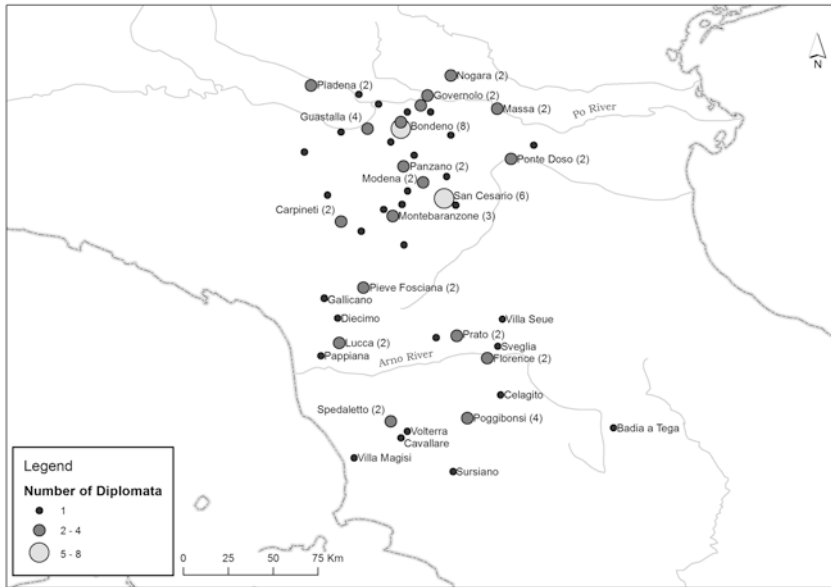 N
Nogara (2)
Piadena (2)
Governolo (2)
Massa (2)
Po River
Guastalla (4)
Bondeno (8)
Ponte Doso (2)
Panzano (2)
Modena (2)
San Cesario (6)
Carpineti (2)
Montebaranzone (3)
Pieve Fosciana (2)
Gallicano
Diecimo
Villa Seue
Prato (2)
Lucca (2)
Sveglia
Pappiana
Arno River
Florence (2)
Celagito
Spedaletto (2)
Poggibonsi (4)
Volterra
Badia a Tega
Cavallare
Villa Magisi
Sursiano
Legend
Number of Diplomata
1
2 - 4
5 - 8
0 25 50 75 Km